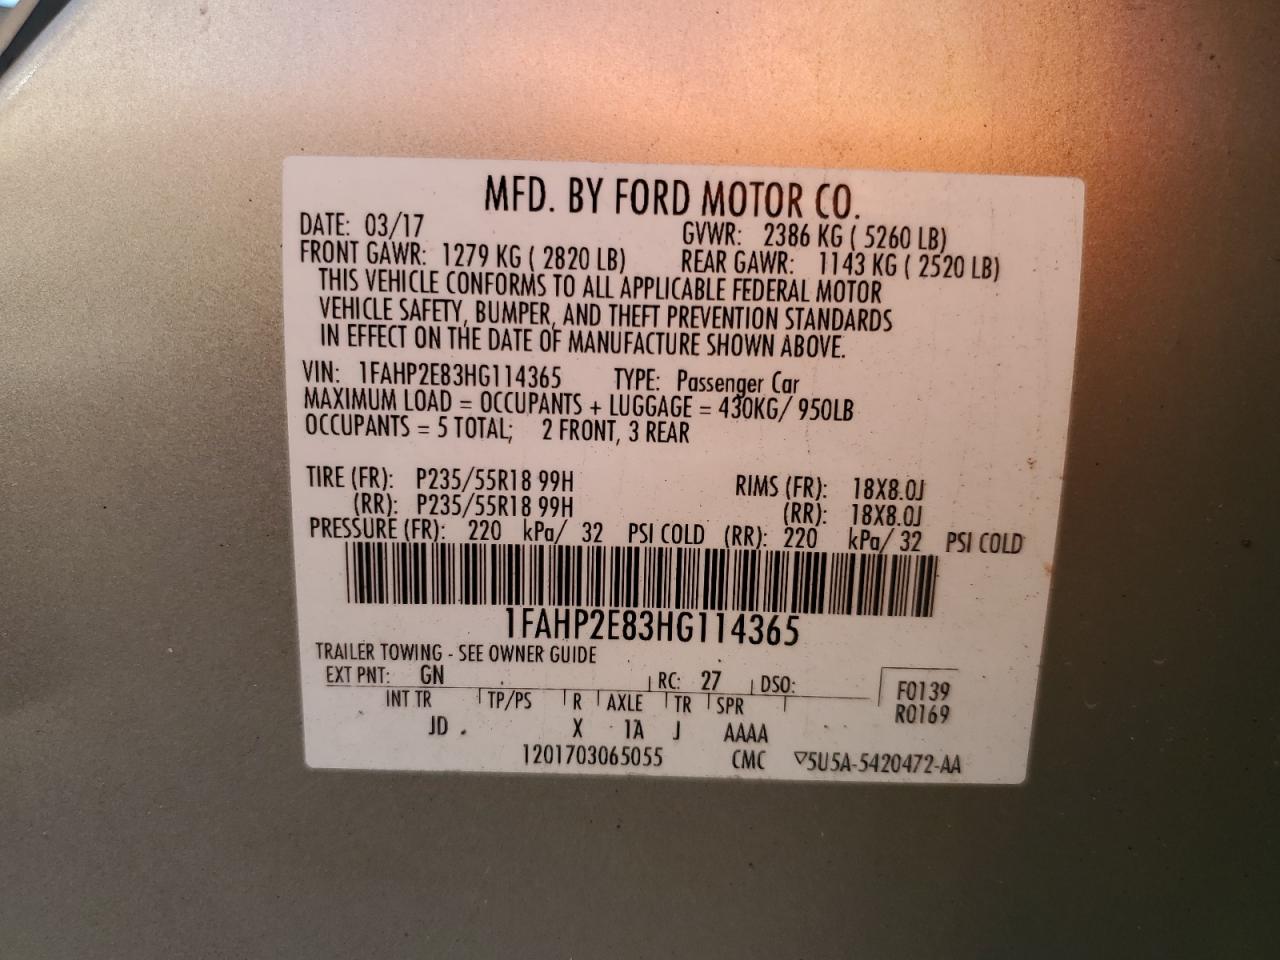 MFD. BY FORD MOTOR CO.
DATE: 03/17 GVWR: 2386 KG ( 5260 LB)
FRONT GAWR: 1279 KG ( 2820 LB) REAR GAWR: 1143 KG ( 2520 LB)
THIS VEHICLE CONFORMS TO ALL APPLICABLE FEDERAL MOTOR
VEHICLE SAFETY, BUMPER, AND THEFT PREVENTION STANDARDS
IN EFFECT ON THE DATE OF MANUFACTURE SHOWN ABOVE.
VIN: 1FAHP2E83HG114365 TYPE: Passenger Car
MAXIMUM LOAD = OCCUPANTS + LUGGAGE = 430KG/ 950LB
OCCUPANTS = 5 TOTAL; 2 FRONT, 3 REAR
TIRE (FR): P235/55R18 99H RIMS (FR): 18X8.0J
(RR): P235/55R18 99H (RR): 18X8.0J
PRESSURE (FR): 220 kPa/ 32 PSI COLD (RR): 220 kPa/ 32 PSI COLD
1FAHP2E83HG114365
TRAILER TOWING - SEE OWNER GUIDE
EXT PNT: GN RC: 27 DSO: F0139
INT TR TP/PS R AXLE TR SPR R0169
JD X 1A J AAAA
1201703065055 CMC ▽5U5A-5420472-AA